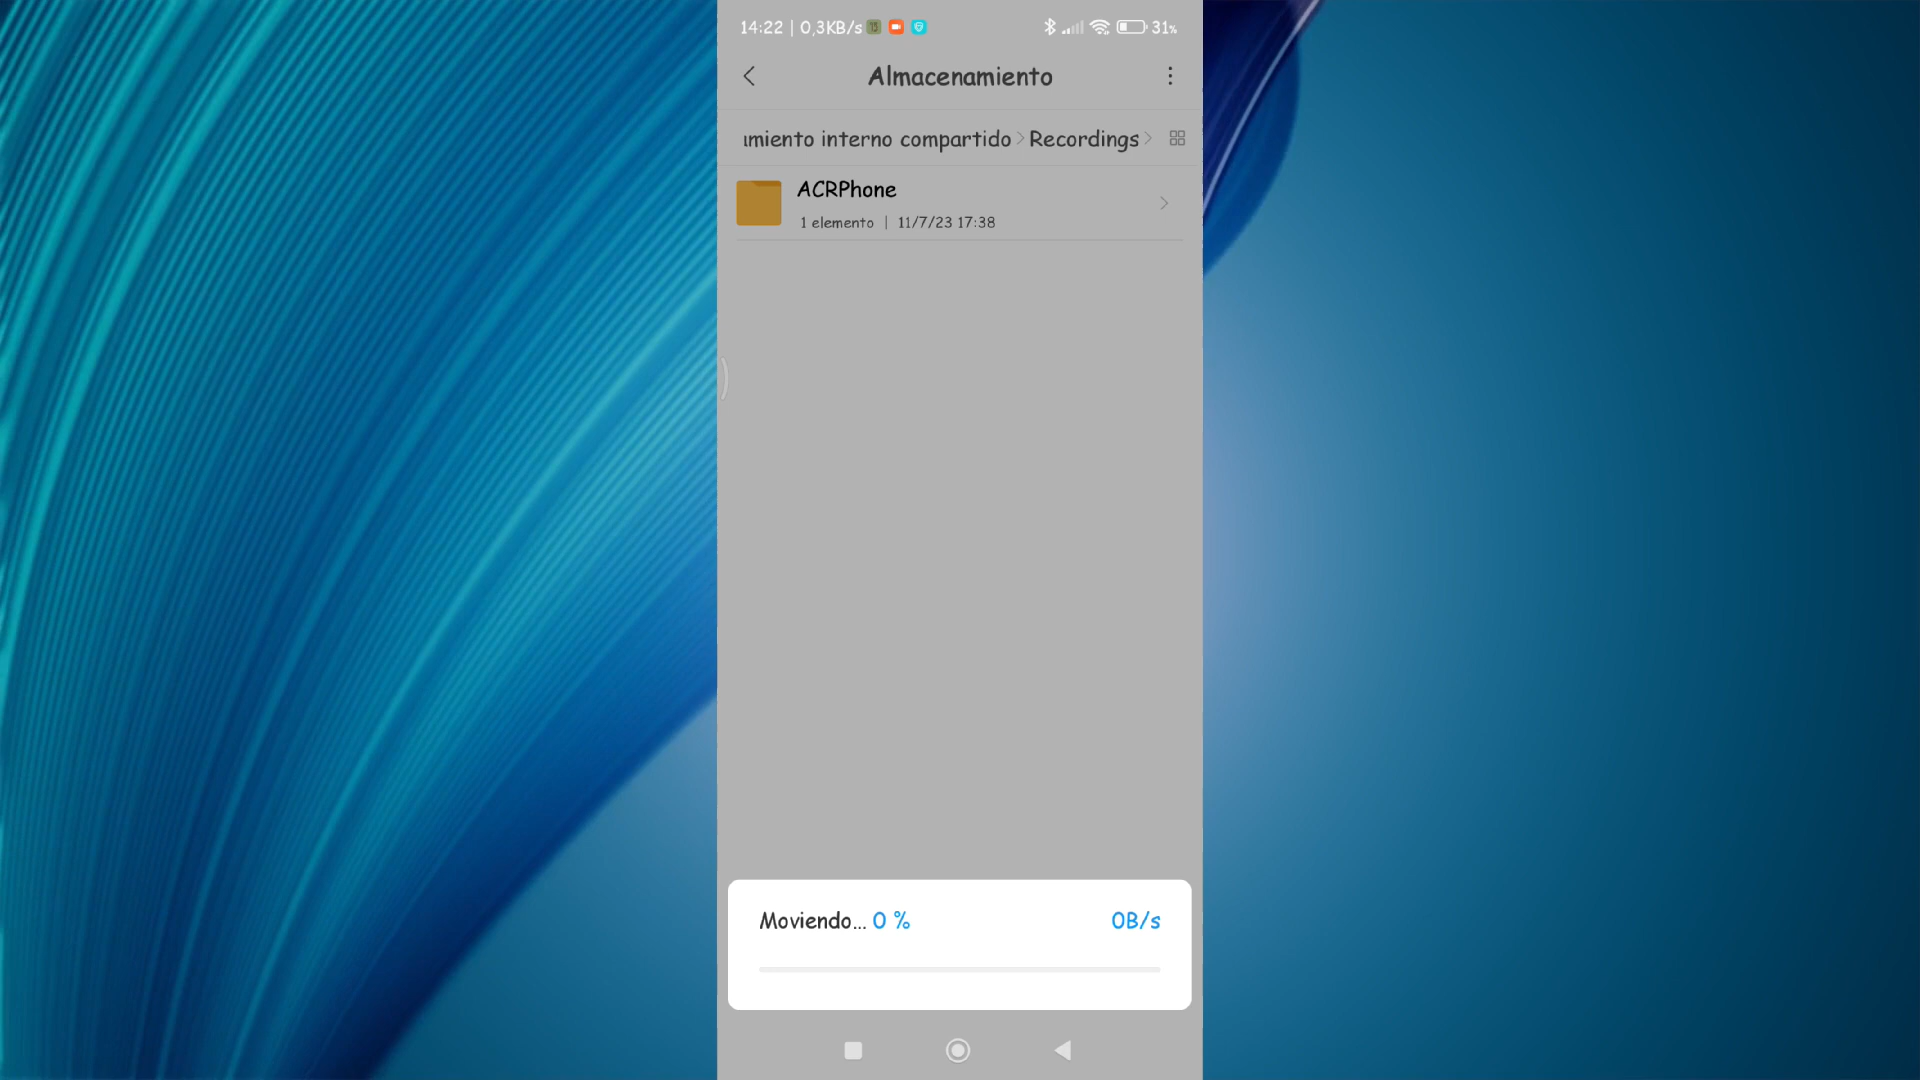 14:22 | 0,3KB/s 31%
Almacenamiento
amiento interno compartido > Recordings >
ACRPhone
1 elemento | 11/7/23 17:38
Moviendo... 0 % 0B/s